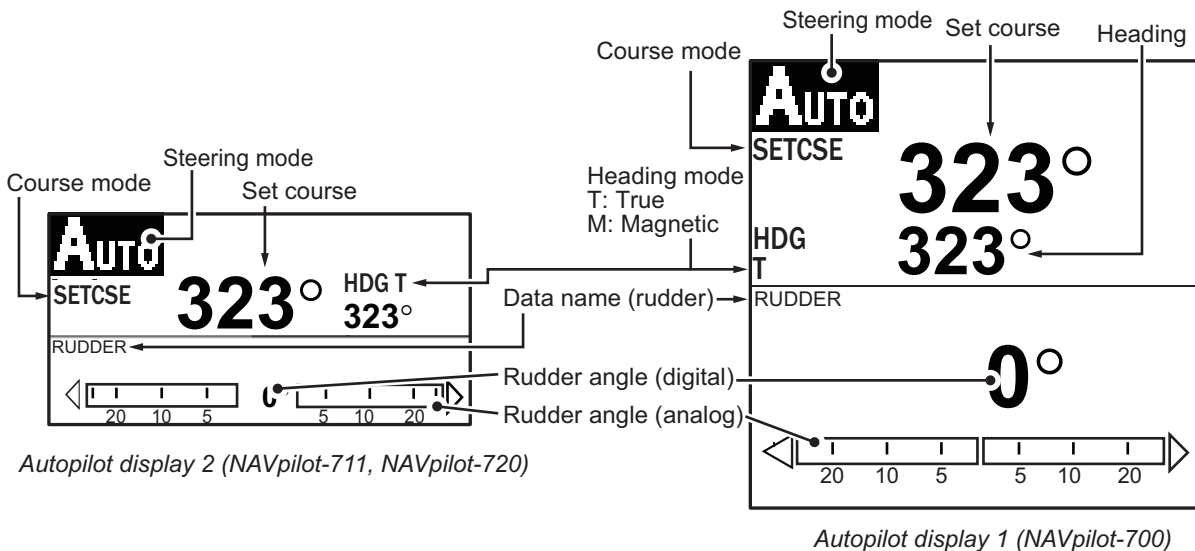 Steering mode
Course mode
Set course
AUTO
SETCSE
323°
HDG T
323°
RUDDER
20 10 5 0° 5 10 20
Autopilot display 2 (NAVpilot-711, NAVpilot-720)
Heading mode
T: True
M: Magnetic
Data name (rudder)
Rudder angle (digital)
Rudder angle (analog)
Steering mode
Set course
Heading
Course mode
AUTO
SETCSE
323°
HDG
T
323°
RUDDER
0°
20 10 5 5 10 20
Autopilot display 1 (NAVpilot-700)